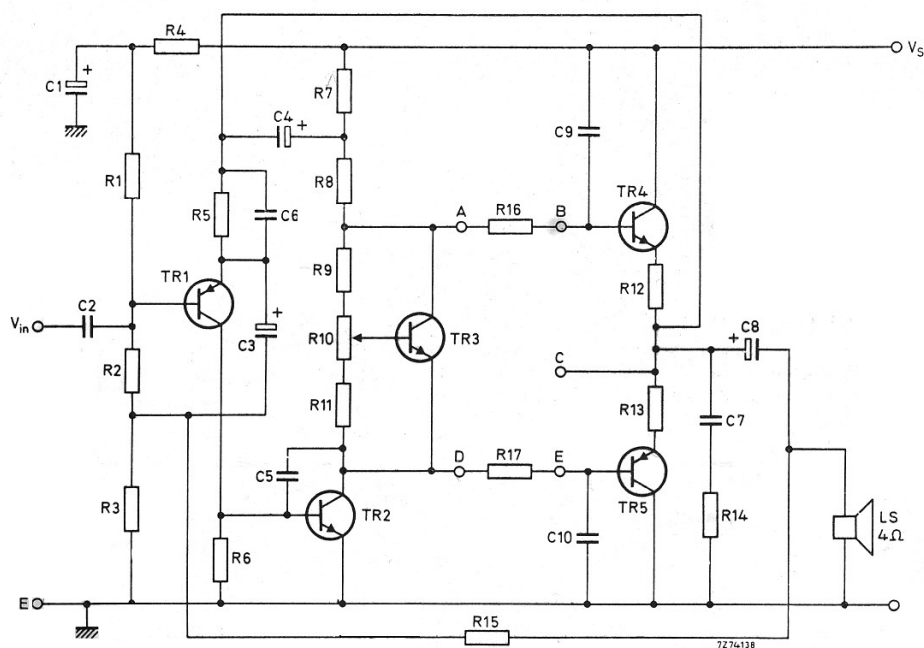 R4
V_S
C1 +
R7
C4 +
C9
R1
R8
TR4
R5
C6
A
R16
B
R9
R12
TR1
C2
V_in
R10
TR3
C8
+
R2
C3
+
C
R11
R13
C7
D
R17
E
C5
R3
TR2
TR5
R14
LS
4Ω
R6
C10
E
R15
7Z74138